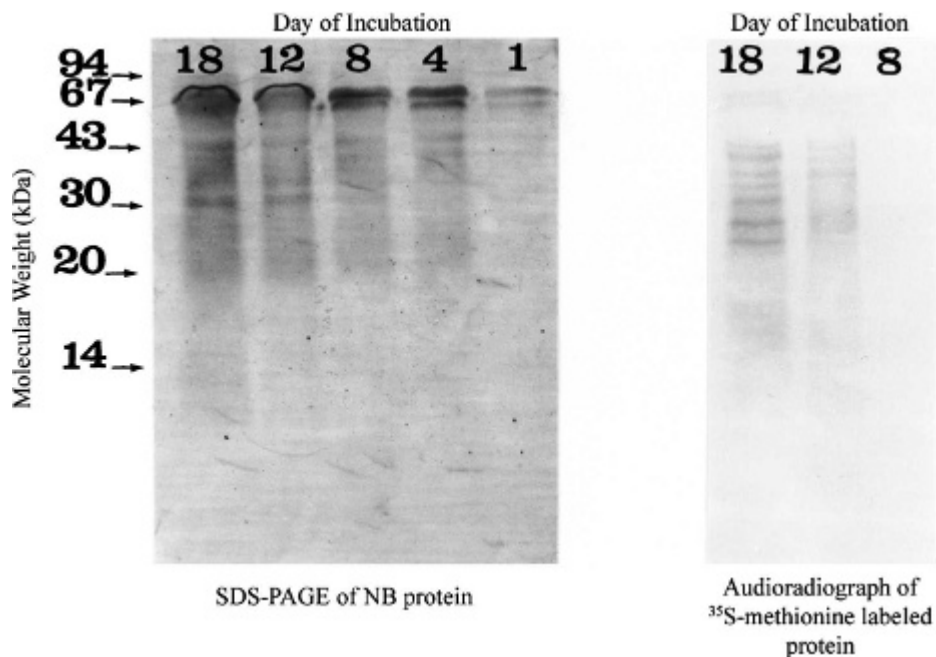 Day of Incubation
Day of Incubation
18 12 8 4 1
18 12 8
94
67
43
30
20
14
Molecular Weight (kDa)
SDS-PAGE of NB protein
Audioradiograph of
³⁵S-methionine labeled
protein